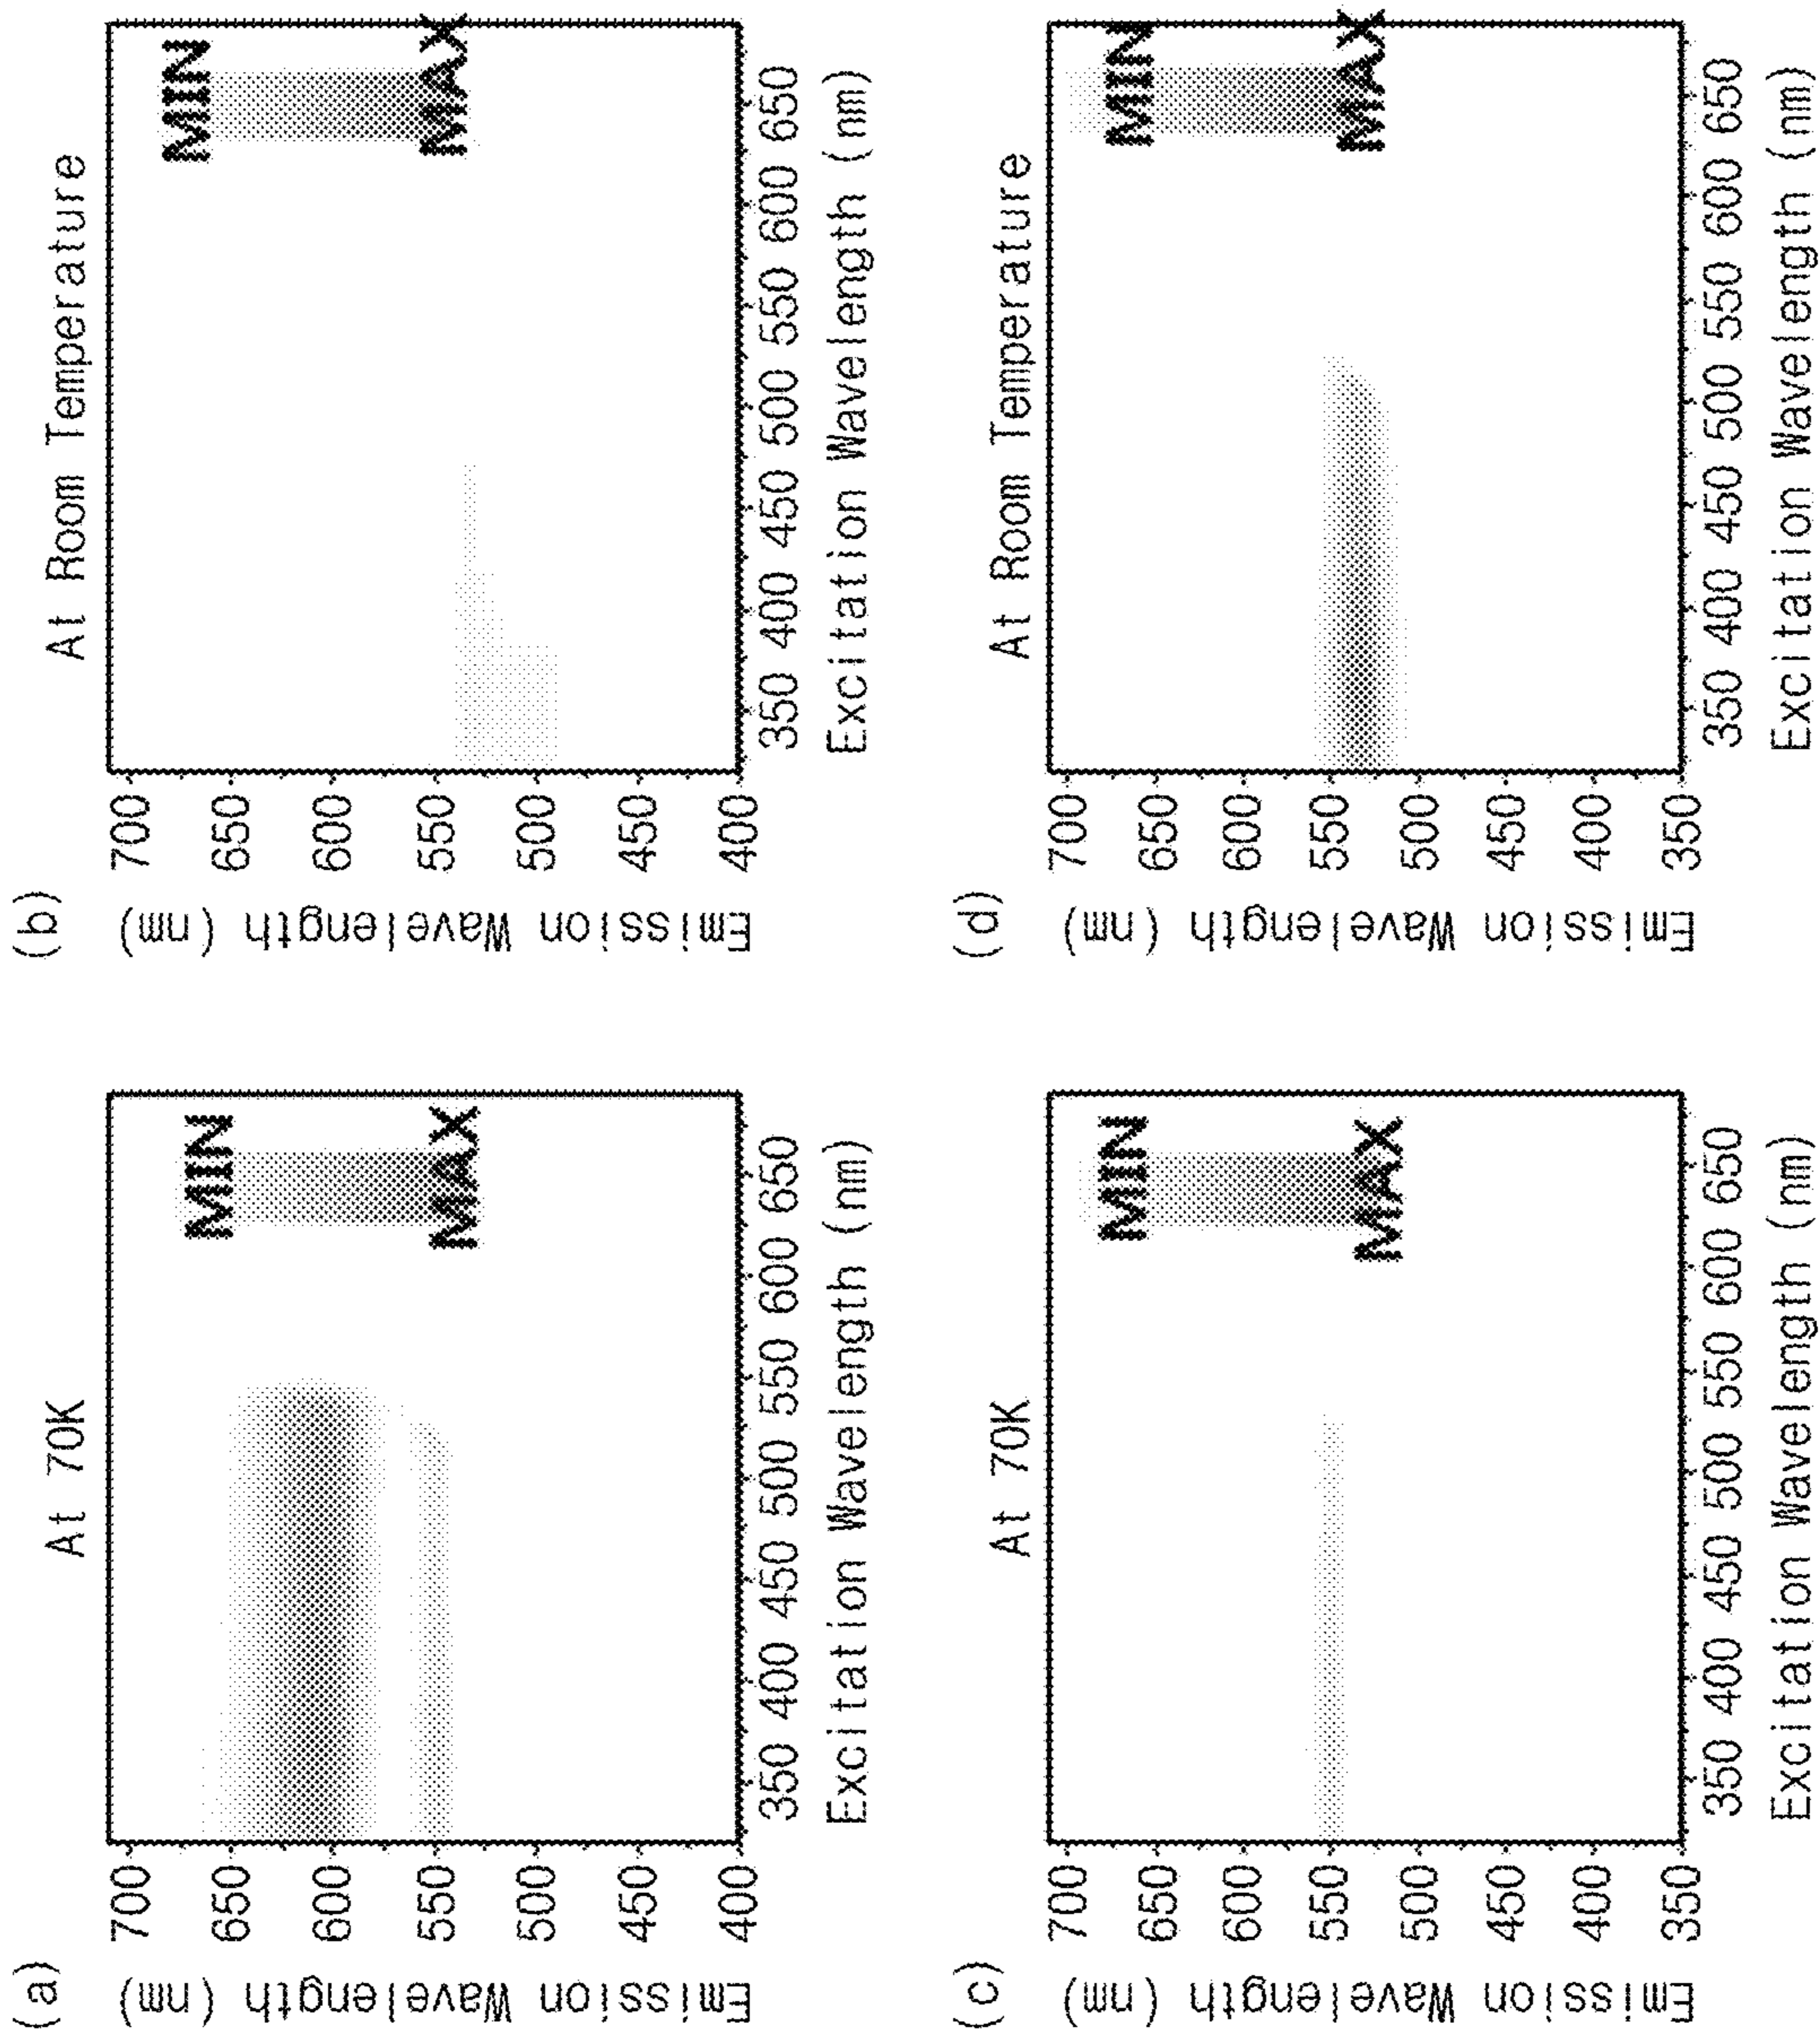 (a)
At 70K
Emission Wavelength (nm)
700
650
600
550
500
450
400
MIN
MAX
350 400 450 500 550 600 650
Excitation Wavelength (nm)
(b)
At Room Temperature
Emission Wavelength (nm)
700
650
600
550
500
450
400
MIN
MAX
350 400 450 500 550 600 650
Excitation Wavelength (nm)
(c)
At 70K
Emission Wavelength (nm)
700
650
600
550
500
450
400
350
MIN
MAX
350 400 450 500 550 600 650
Excitation Wavelength (nm)
(d)
At Room Temperature
Emission Wavelength (nm)
700
650
600
550
500
450
400
350
MIN
MAX
350 400 450 500 550 600 650
Excitation Wavelength (nm)